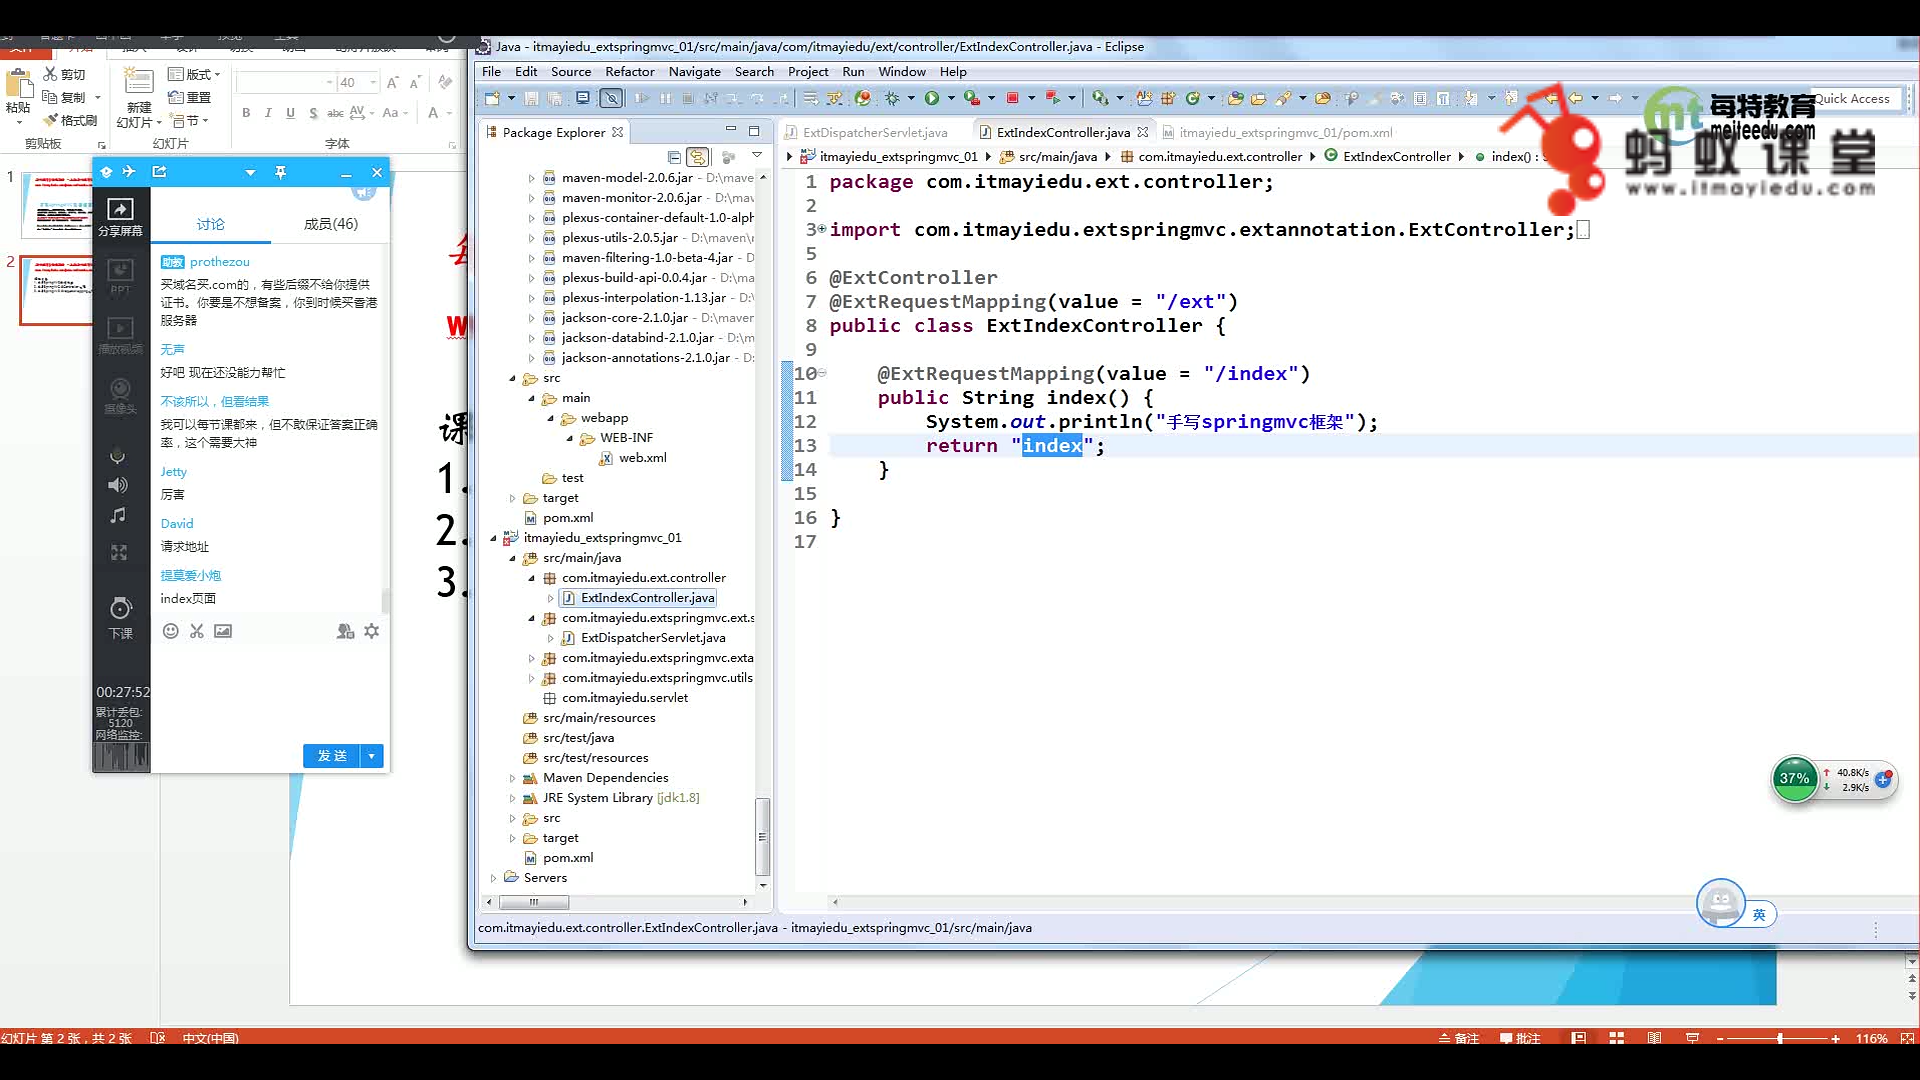 Java - itmayiedu_extspringmvc_01/src/main/java/com/itmayiedu/ext/controller/ExtIndexController.java - Eclipse
File Edit Source Refactor Navigate Search Project Run Window Help
Quick Access
每特教育
meiteedu.com
蚂蚁课堂
www.itmayiedu.com
粘贴
剪切
复制
格式刷
剪贴板
新建
幻灯片
版式
重置
节
幻灯片
40
B I U S abc AV Aa A
字体
1
2
分享屏幕
PPT
播放视频
摄像头
下课
00:27:52
累计丢包:
5120
网络监控:
讨论
成员(46)
助教 prothezou
买域名买.com的，有些后缀不给你提供
证书。你要是不想备案，你到时候买香港
服务器
无声
好吧 现在还没能力帮忙
不该所以，但看结果
我可以每节课都来，但不敢保证答案正确
率，这个需要大神
Jetty
厉害
David
请求地址
提莫爱小炮
index页面
发送
课
1.
2.
3.
Package Explorer
maven-model-2.0.6.jar - D:\mave
maven-monitor-2.0.6.jar - D:\ma
plexus-container-default-1.0-alph
plexus-utils-2.0.5.jar - D:\maven\
maven-filtering-1.0-beta-4.jar - D:
plexus-build-api-0.0.4.jar - D:\ma
plexus-interpolation-1.13.jar - D:\
jackson-core-2.1.0.jar - D:\maven
jackson-databind-2.1.0.jar - D:\m
jackson-annotations-2.1.0.jar - D:
src
main
webapp
WEB-INF
web.xml
test
target
pom.xml
itmayiedu_extspringmvc_01
src/main/java
com.itmayiedu.ext.controller
ExtIndexController.java
com.itmayiedu.extspringmvc.ext.s
ExtDispatcherServlet.java
com.itmayiedu.extspringmvc.exta
com.itmayiedu.extspringmvc.utils
com.itmayiedu.servlet
src/main/resources
src/test/java
src/test/resources
Maven Dependencies
JRE System Library [jdk1.8]
src
target
pom.xml
Servers
ExtDispatcherServlet.java
ExtIndexController.java
itmayiedu_extspringmvc_01/pom.xml
itmayiedu_extspringmvc_01 src/main/java com.itmayiedu.ext.controller ExtIndexController index() : S
1 package com.itmayiedu.ext.controller;
2
3 import com.itmayiedu.extspringmvc.extannotation.ExtController;
5
6 @ExtController
7 @ExtRequestMapping(value = "/ext")
8 public class ExtIndexController {
9
10 @ExtRequestMapping(value = "/index")
11 public String index() {
12 System.out.println("手写springmvc框架");
13 return "index";
14 }
15
16 }
17
37%
40.8K/s
2.9K/s
英
com.itmayiedu.ext.controller.ExtIndexController.java - itmayiedu_extspringmvc_01/src/main/java
幻灯片 第 2 张，共 2 张
中文(中国)
备注
批注
116%